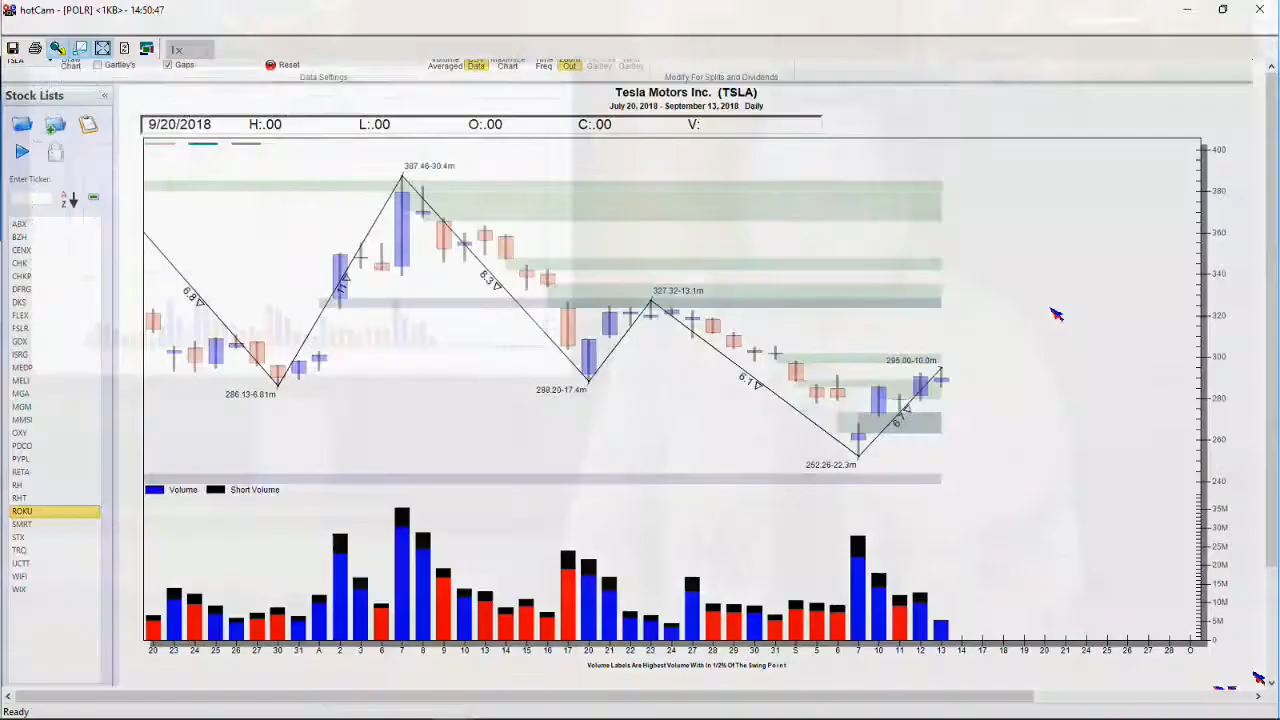 hotCam - [POLR] <1KB> - 14:50:47
TSLA
Chart
Gartley's
Gaps
Reset
Data Settings
Averaged
Data
Chart
Freq
Out
Gartley
Gartley
Modify For Splits and Dividends
Stock Lists
Enter Ticker:
A
Z
ABX
BZH
CENX
CHK
CHKP
DFRG
DKS
FLEX
FSLR
GDX
ISRG
MEDP
MELI
MGA
MGM
MMSI
OXY
PDCO
PYPL
RETA
RH
RHT
ROKU
SMRT
STX
TRQ
UCTT
WIFI
WIX
Tesla Motors Inc. (TSLA)
July 20, 2018 - September 13, 2018 Daily
9/20/2018 H:.00 L:.00 O:.00 C:.00 V:
387.46-30.4m
327.32-13.1m
295.00-10.0m
286.13-6.81m
288.20-17.4m
252.26-22.3m
6.8
11
8.3
6.1
6.7
400
380
360
340
320
300
280
260
240
Volume
Short Volume
35M
30M
25M
20M
15M
10M
5M
0
20 23 24 25 26 27 30 31 A 2 3 6 7 8 9 10 13 14 15 16 17 20 21 22 23 24 27 28 29 30 31 S 5 6 7 10 11 12 13 14 17 18 19 20 21 24 25 26 27 28 O
Volume Labels Are Highest Volume With In 1/2% Of The Swing Point
Ready